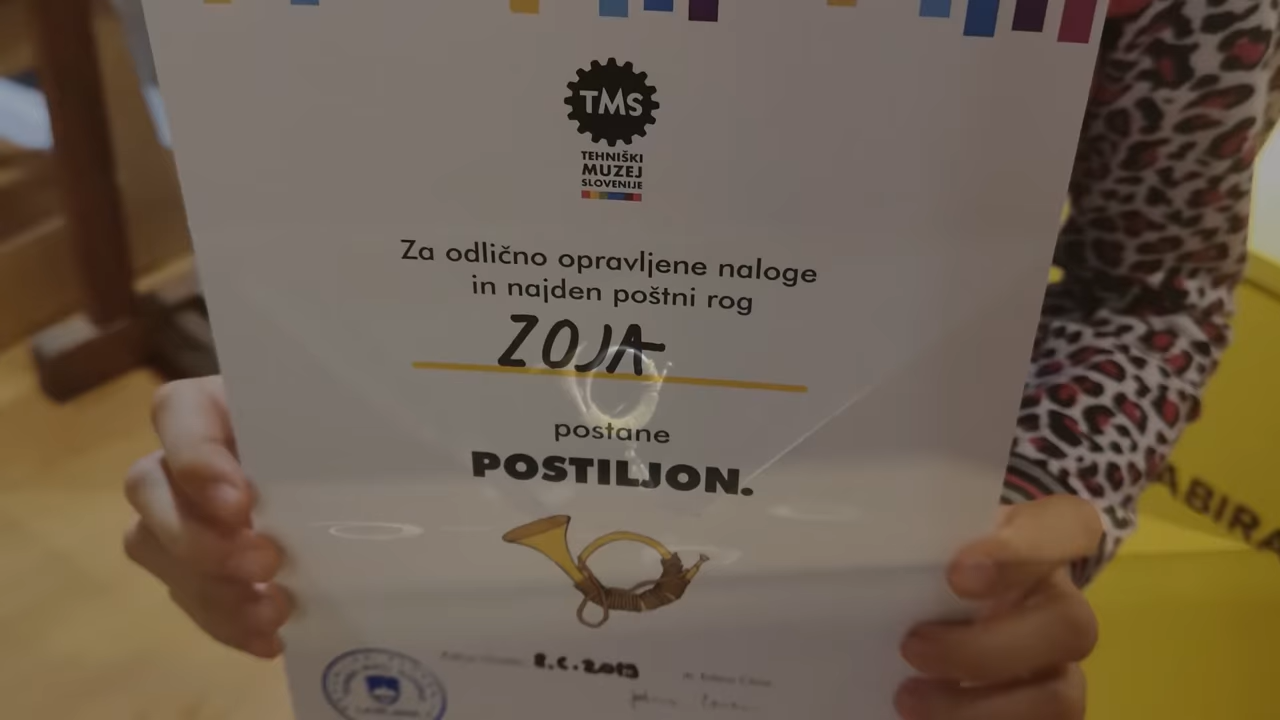 TMS
TEHNIŠKI
MUZEJ
SLOVENIJE
Za odlično opravljene naloge
in najden poštni rog
ZOJA
postane
POSTILJON.